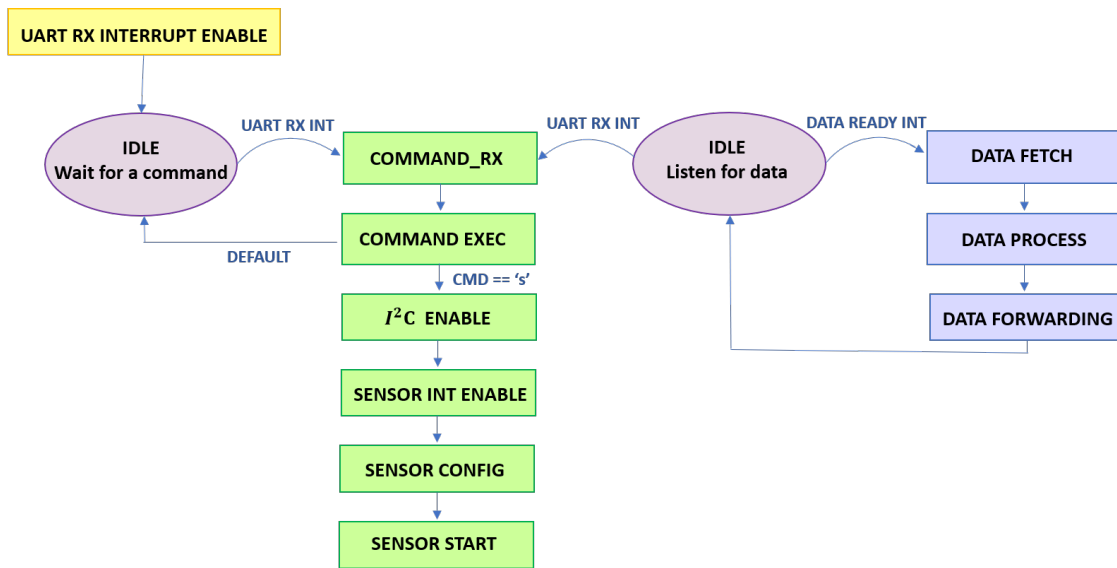 UART RX INTERRUPT ENABLE
IDLE
Wait for a command
UART RX INT
COMMAND_RX
UART RX INT
IDLE
Listen for data
DATA READY INT
DATA FETCH
COMMAND EXEC
DEFAULT
DATA PROCESS
CMD == ‘s’
I²C ENABLE
DATA FORWARDING
SENSOR INT ENABLE
SENSOR CONFIG
SENSOR START